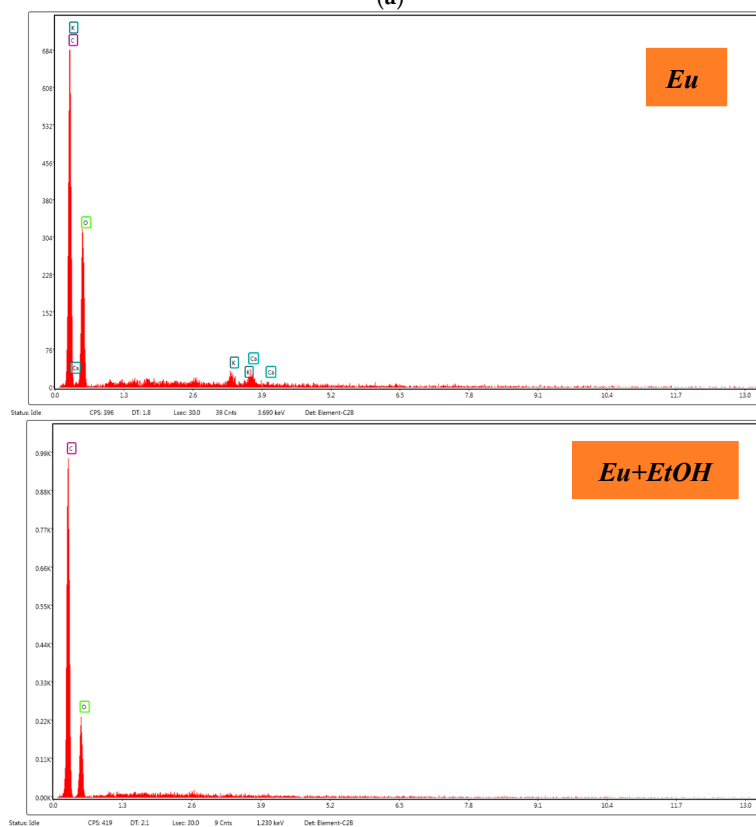 (a)
K
C
684
608
532
456
380
304
228
152
76
0
O
Ca
K
K
Ca
Ca
Eu
0.0 1.3 2.6 3.9 5.2 6.5 7.8 9.1 10.4 11.7 13.0
Status: Idle CPS: 396 DT: 1.8 Lsec: 30.0 39 Cnts 3.690 keV Det: Element-C2B
C
0.99K
0.88K
0.77K
0.66K
0.55K
0.44K
0.33K
0.22K
0.11K
0.00K
O
Eu+EtOH
0.0 1.3 2.6 3.9 5.2 6.5 7.8 9.1 10.4 11.7 13.0
Status: Idle CPS: 419 DT: 2.1 Lsec: 30.0 9 Cnts 1.230 keV Det: Element-C2B